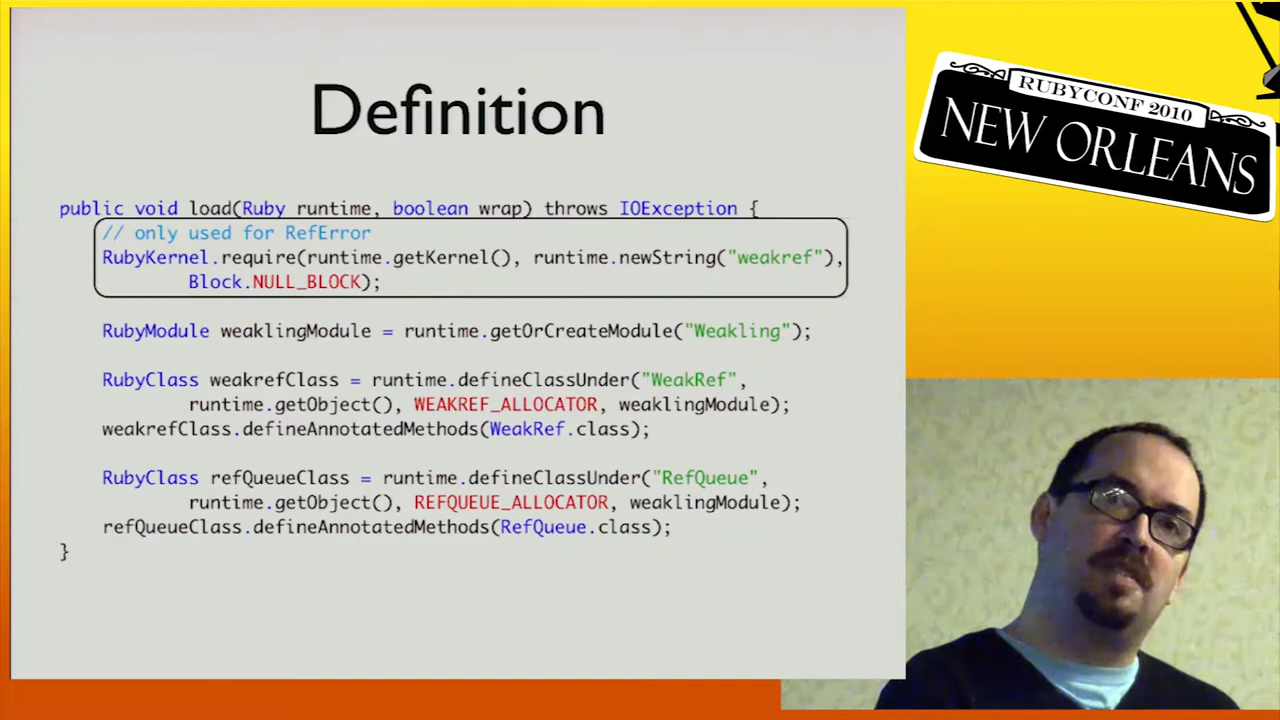 Definition
public void load(Ruby runtime, boolean wrap) throws IOException {
// only used for RefError
RubyKernel.require(runtime.getKernel(), runtime.newString("weakref"),
Block.NULL_BLOCK);
RubyModule weaklingModule = runtime.getOrCreateModule("Weakling");
RubyClass weakrefClass = runtime.defineClassUnder("WeakRef",
runtime.getObject(), WEAKREF_ALLOCATOR, weaklingModule);
weakrefClass.defineAnnotatedMethods(WeakRef.class);
RubyClass refQueueClass = runtime.defineClassUnder("RefQueue",
runtime.getObject(), REFQUEUE_ALLOCATOR, weaklingModule);
refQueueClass.defineAnnotatedMethods(RefQueue.class);
}
RUBYCONF 2010
NEW ORLEANS